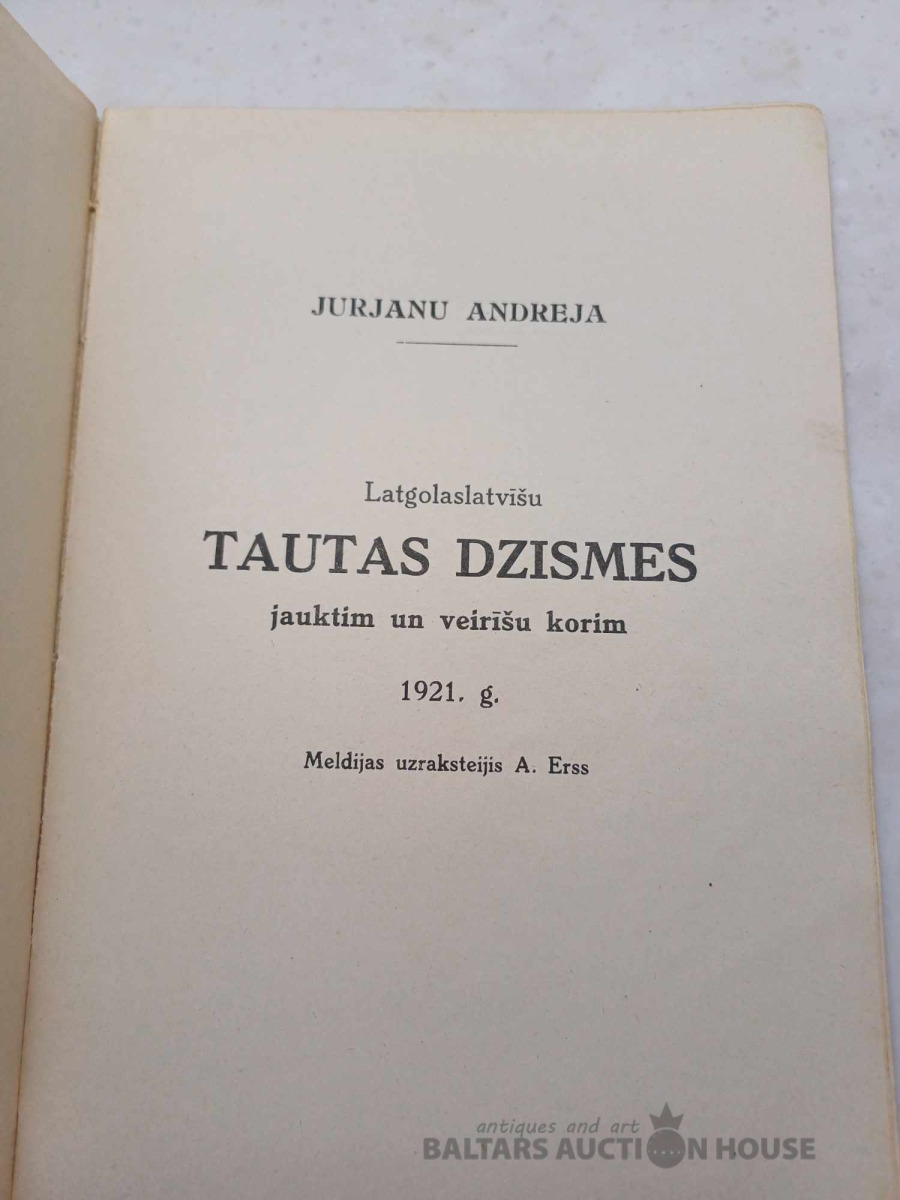 JURJANU ANDREJA
Latgolaslatvīšu
TAUTAS DZISMES
jauktim un veirīšu korim
1921. g.
Meldijas uzraksteijis A. Erss
antiques and art
BALTARS AUCTION HOUSE